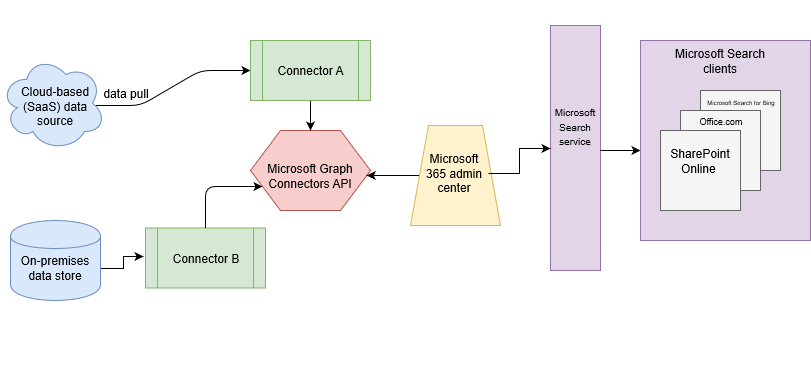 Cloud-based
(SaaS) data
source
data pull
Connector A
Microsoft Graph
Connectors API
On-premises
data store
Connector B
Microsoft
365 admin
center
Microsoft
Search
service
Microsoft Search
clients
Microsoft Search for Bing
Office.com
SharePoint
Online